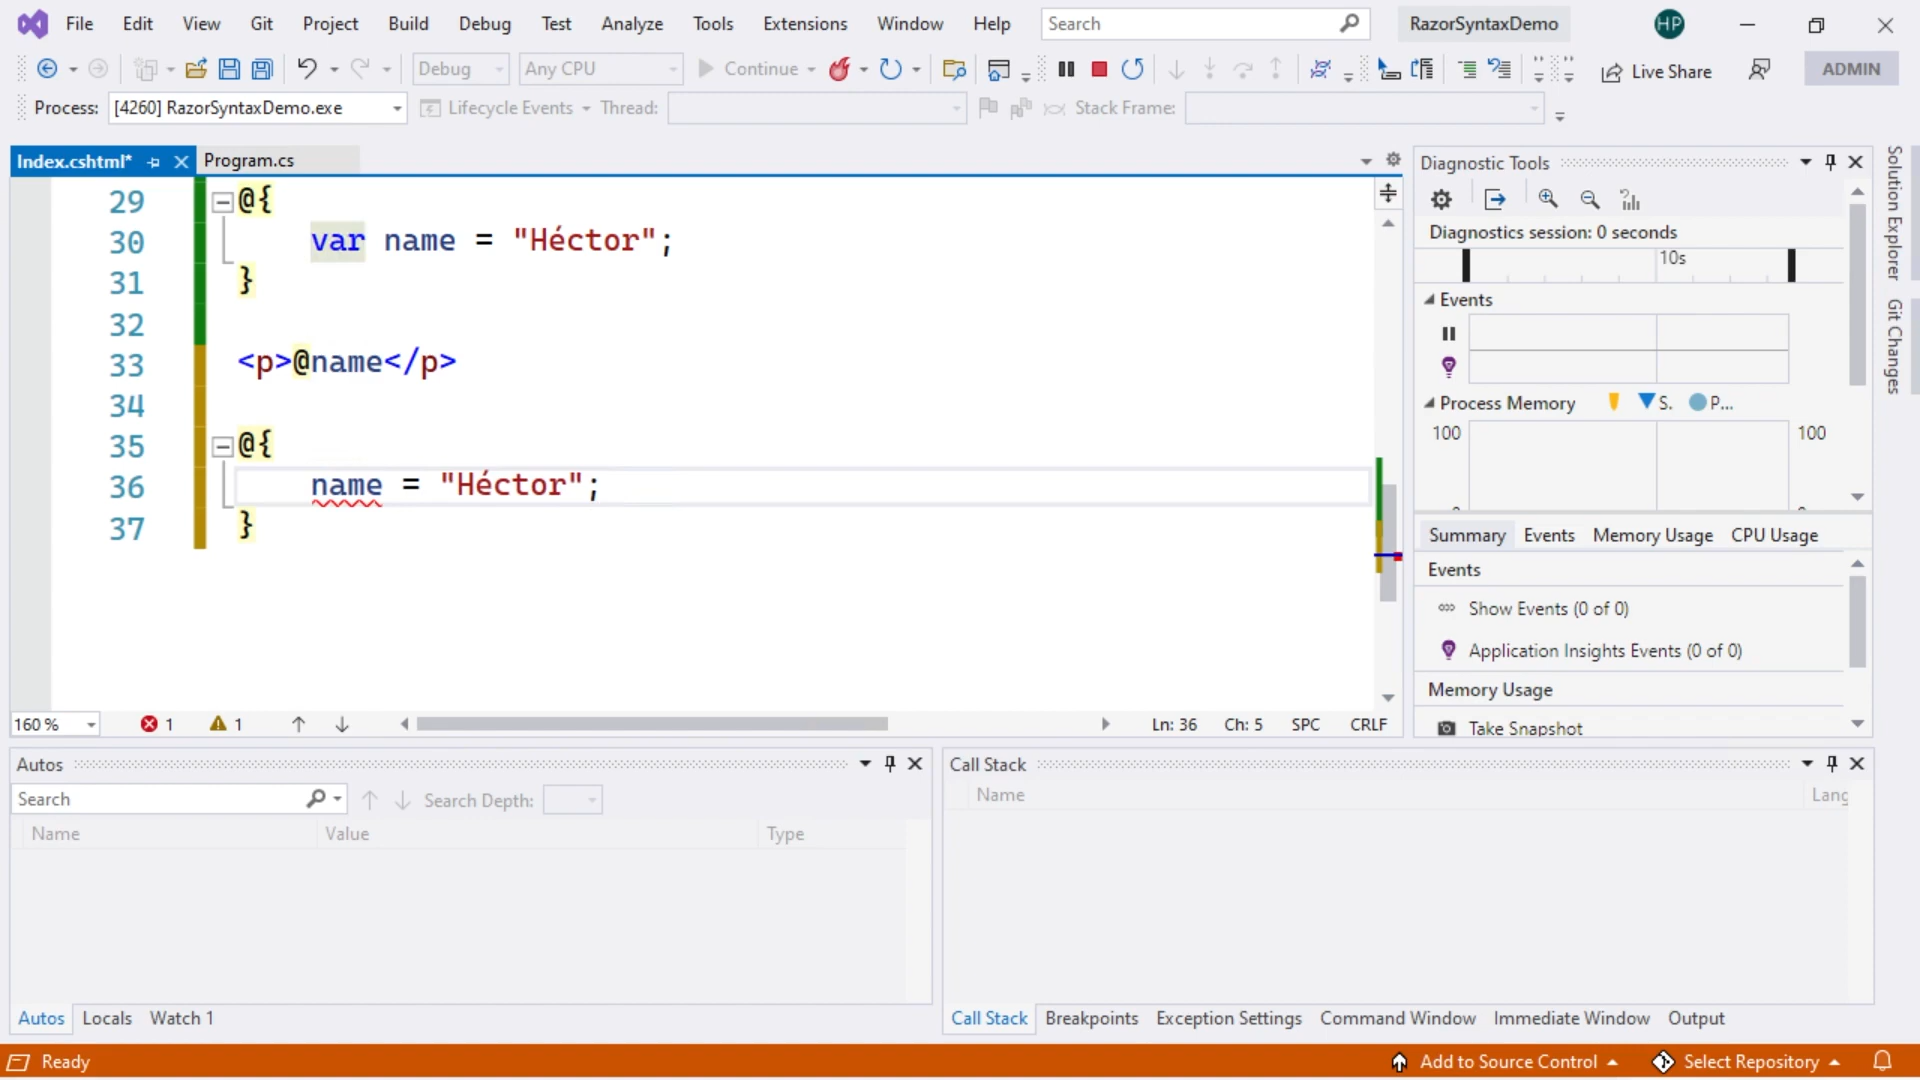 File Edit View Git Project Build Debug Test Analyze Tools Extensions Window Help Search RazorSyntaxDemo HP
Debug Any CPU Continue Live Share ADMIN
Process: [4260] RazorSyntaxDemo.exe Lifecycle Events Thread: Stack Frame:
Index.cshtml* Program.cs
29 @{
30 var name = "Héctor";
31 }
32
33 <p>@name</p>
34
35 @{
36 name = "Héctor";
37 }
160 % 1 1 Ln: 36 Ch: 5 SPC CRLF
Diagnostic Tools
Diagnostics session: 0 seconds
10s
Events
Process Memory S. P...
100 100
Summary Events Memory Usage CPU Usage
Events
Show Events (0 of 0)
Application Insights Events (0 of 0)
Memory Usage
Take Snapshot
Solution Explorer
Git Changes
Autos
Search Search Depth:
Name Value Type
Autos Locals Watch 1
Call Stack
Name Lang
Call Stack Breakpoints Exception Settings Command Window Immediate Window Output
Ready Add to Source Control Select Repository